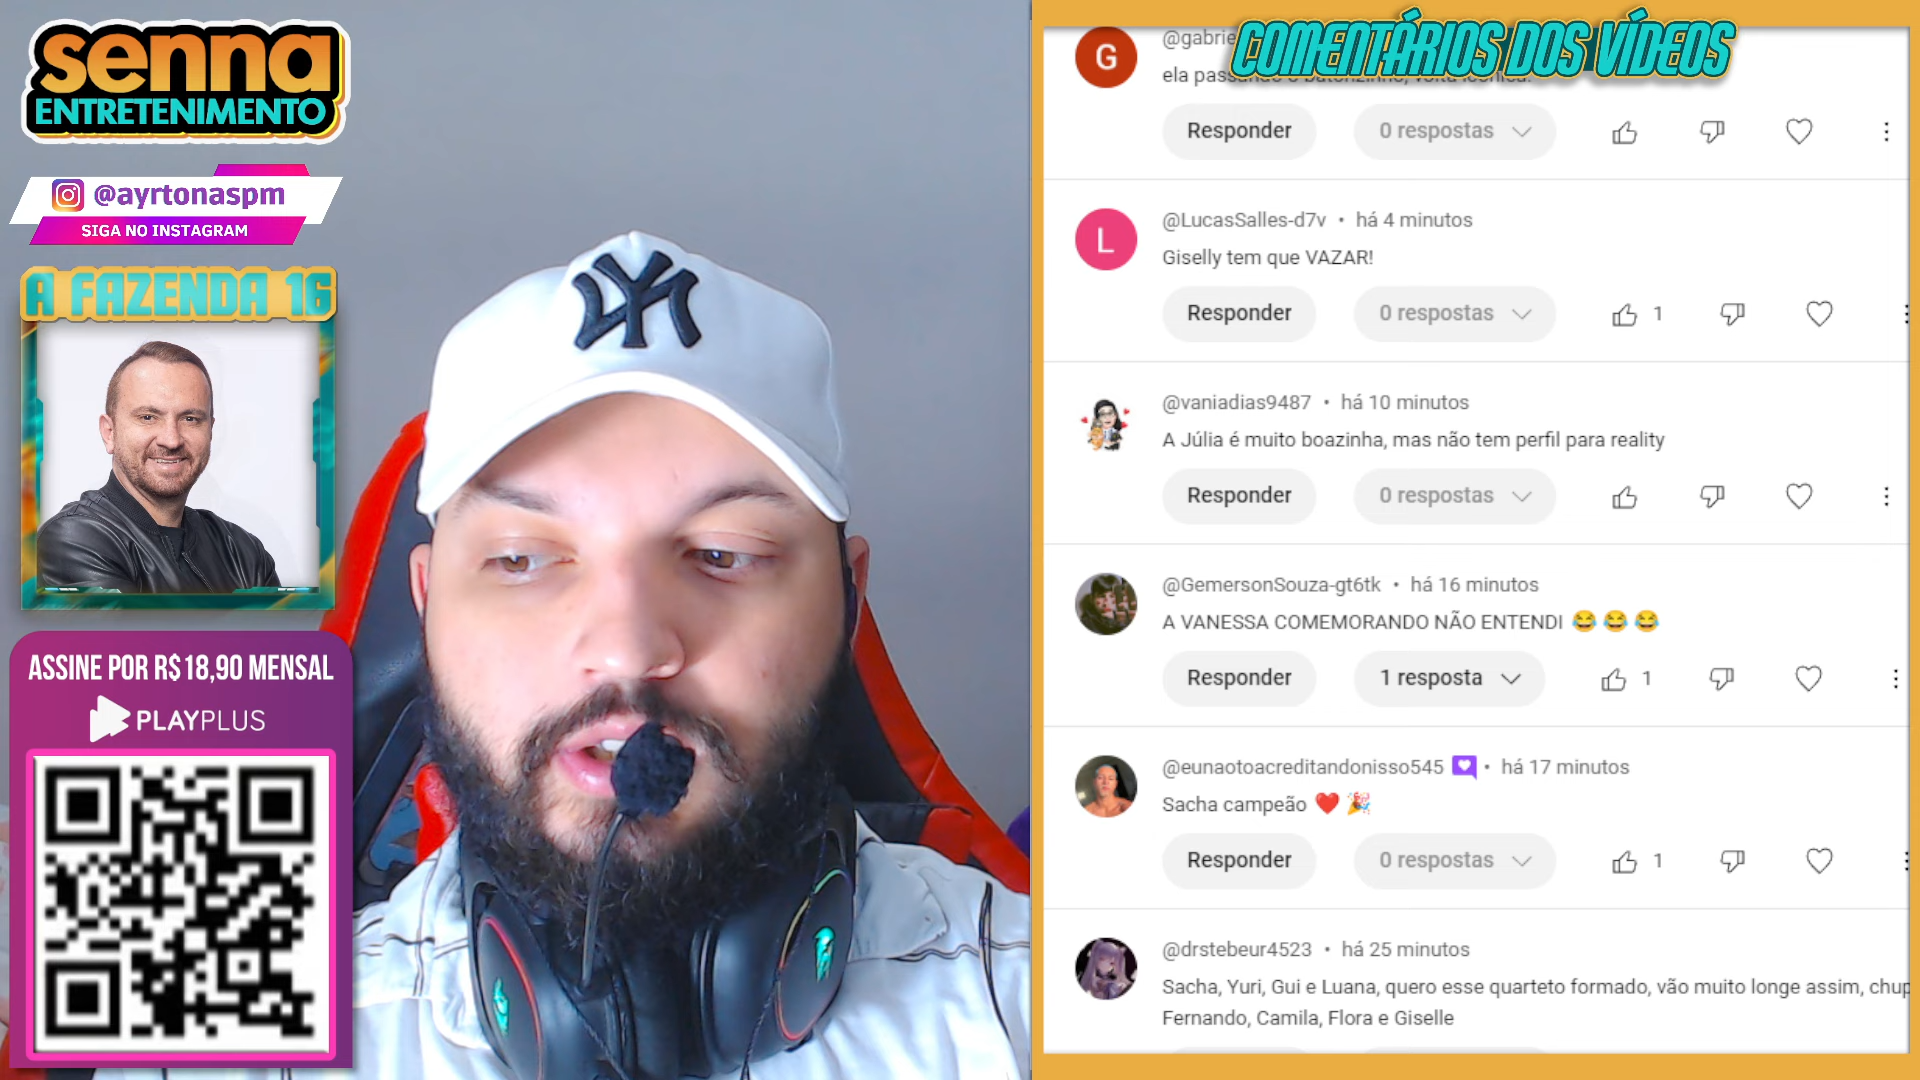 senna
ENTRETENIMENTO
@ayrtonaspm
SIGA NO INSTAGRAM
A FAZENDA 16
ASSINE POR R$18,90 MENSAL
PLAYPLUS
NY
COMENTÁRIOS DOS VÍDEOS
G
@gabrie
ela
Responder
0 respostas
L
@LucasSalles-d7v • há 4 minutos
Giselly tem que VAZAR!
Responder
0 respostas
1
@vaniadias9487 • há 10 minutos
A Júlia é muito boazinha, mas não tem perfil para reality
Responder
0 respostas
@GemersonSouza-gt6tk • há 16 minutos
A VANESSA COMEMORANDO NÃO ENTENDI 😂 😂 😂
Responder
1 resposta
1
@eunaotoacreditandonisso545 • há 17 minutos
Sacha campeão ❤️ 🎉
Responder
0 respostas
1
@drstebeur4523 • há 25 minutos
Sacha, Yuri, Gui e Luana, quero esse quarteto formado, vão muito longe assim, chup
Fernando, Camila, Flora e Giselle